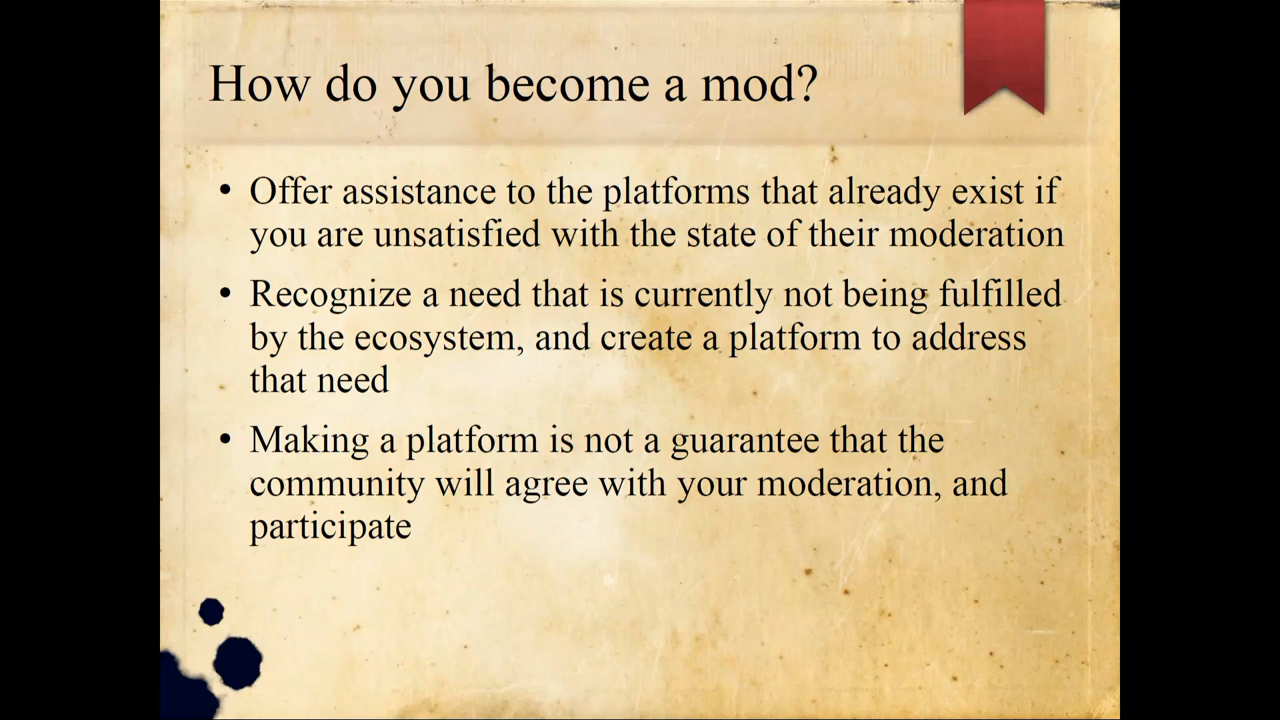 How do you become a mod?
• Offer assistance to the platforms that already exist if
you are unsatisfied with the state of their moderation
• Recognize a need that is currently not being fulfilled
by the ecosystem, and create a platform to address
that need
• Making a platform is not a guarantee that the
community will agree with your moderation, and
participate